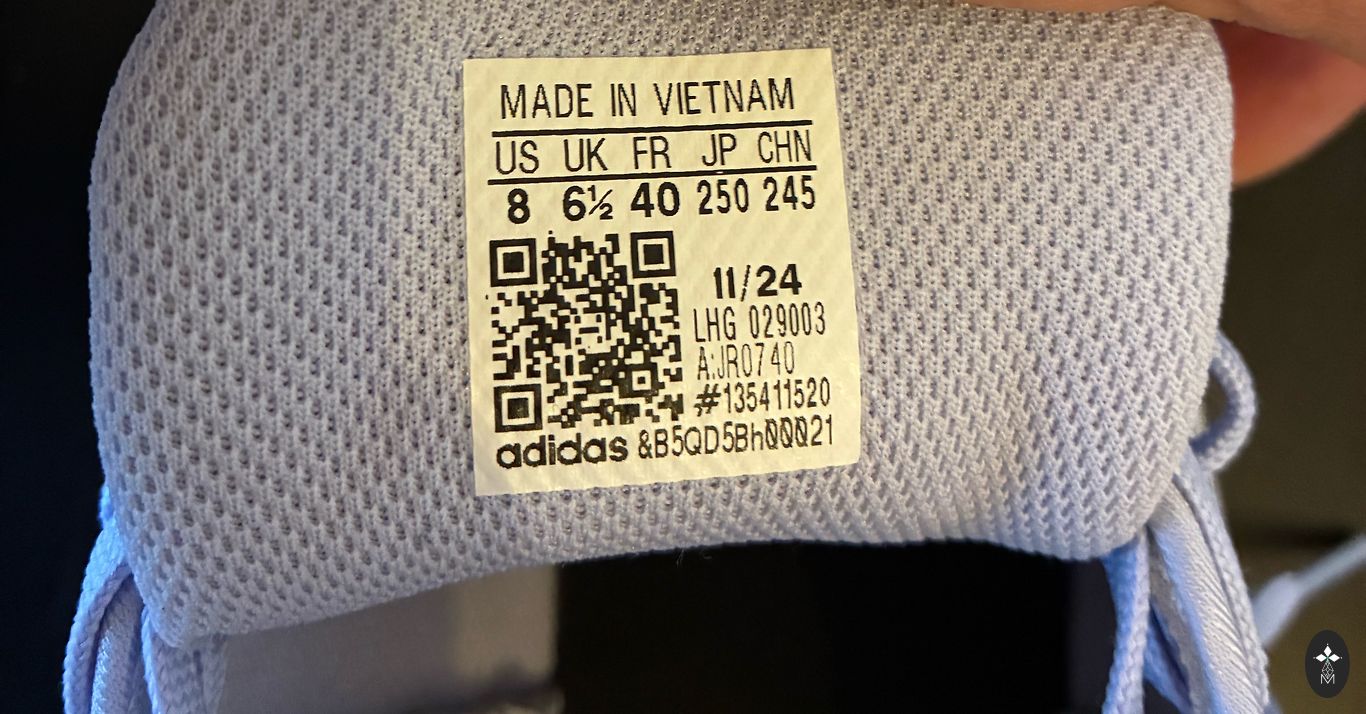 MADE IN VIETNAM
US UK FR JP CHN
8 6½ 40 250 245
11/24
LHG 029003
A:JR0740
#135411520
adidas &B5QD5Bh00021
M